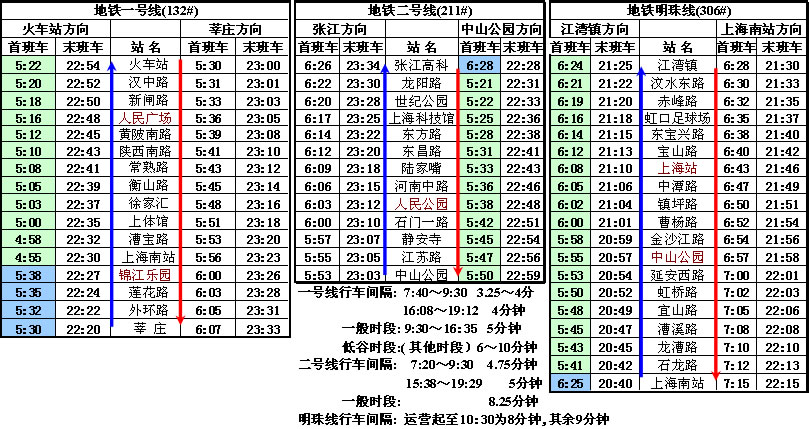 地铁一号线(132#)
火车站方向 莘庄方向
首班车 末班车 站 名 首班车 末班车
5:22 22:54 火车站 5:30 23:00
5:20 22:52 汉中路 5:31 23:01
5:18 22:50 新闸路 5:33 23:03
5:16 22:48 人民广场 5:36 23:05
5:12 22:45 黄陂南路 5:39 23:08
5:10 22:43 陕西南路 5:41 23:10
5:08 22:41 常熟路 5:43 23:12
5:05 22:39 衡山路 5:45 23:14
5:03 22:37 徐家汇 5:48 23:16
5:00 22:35 上体馆 5:51 23:18
4:58 22:32 漕宝路 5:53 23:20
4:55 22:30 上海南站 5:56 23:23
5:38 22:27 锦江乐园 6:00 23:26
5:35 22:24 莲花路 6:03 23:28
5:32 22:22 外环路 6:05 23:31
5:30 22:20 莘 庄 6:07 23:33
地铁二号线(211#)
张江方向 中山公园方向
首班车 末班车 站 名 首班车 末班车
6:26 23:34 张江高科 6:28 22:28
6:22 23:30 龙阳路 5:21 22:31
6:20 23:28 世纪公园 5:22 22:33
6:17 23:25 上海科技馆 5:25 22:36
6:14 23:22 东方路 5:28 22:38
6:12 23:20 东昌路 5:31 22:41
6:09 23:18 陆家嘴 5:33 22:43
6:06 23:15 河南中路 5:36 22:46
6:03 23:12 人民公园 5:38 22:48
6:00 23:10 石门一路 5:42 22:51
5:57 23:07 静安寺 5:45 22:54
5:55 23:05 江苏路 5:47 22:56
5:53 23:03 中山公园 5:50 22:59
一号线行车间隔: 7:40～9:30 3.25～4分
16:08～19:12 4分钟
一般时段: 9:30～16:35 5分钟
低谷时段:(其他时段) 6～10分钟
二号线行车间隔: 7:20～9:30 4.75分钟
15:38～19:29 5分钟
一般时段: 8.25分钟
明珠线行车间隔: 运营起至10:30为8分钟,其余9分钟
地铁明珠线(306#)
江湾镇方向 上海南站方向
首班车 末班车 站 名 首班车 末班车
6:24 21:25 江湾镇 6:28 21:30
6:21 21:22 汶水东路 6:30 21:33
6:19 21:20 赤峰路 6:32 21:35
6:16 21:18 虹口足球场 6:35 21:37
6:14 21:15 东宝兴路 6:38 21:40
6:12 21:13 宝山路 6:40 21:42
6:08 21:10 上海站 6:43 21:46
6:05 21:06 中潭路 6:47 21:49
6:02 21:04 镇坪路 6:50 21:51
6:00 21:01 曹杨路 6:52 21:54
5:58 20:59 金沙江路 6:54 21:56
5:55 20:57 中山公园 6:57 21:58
5:53 20:54 延安西路 7:00 22:01
5:50 20:52 虹桥路 7:02 22:03
5:48 20:49 宜山路 7:05 22:06
5:45 20:47 漕溪路 7:08 22:08
5:43 20:45 龙漕路 7:10 22:10
5:41 20:42 石龙路 7:12 22:13
6:25 20:40 上海南站 7:15 22:15